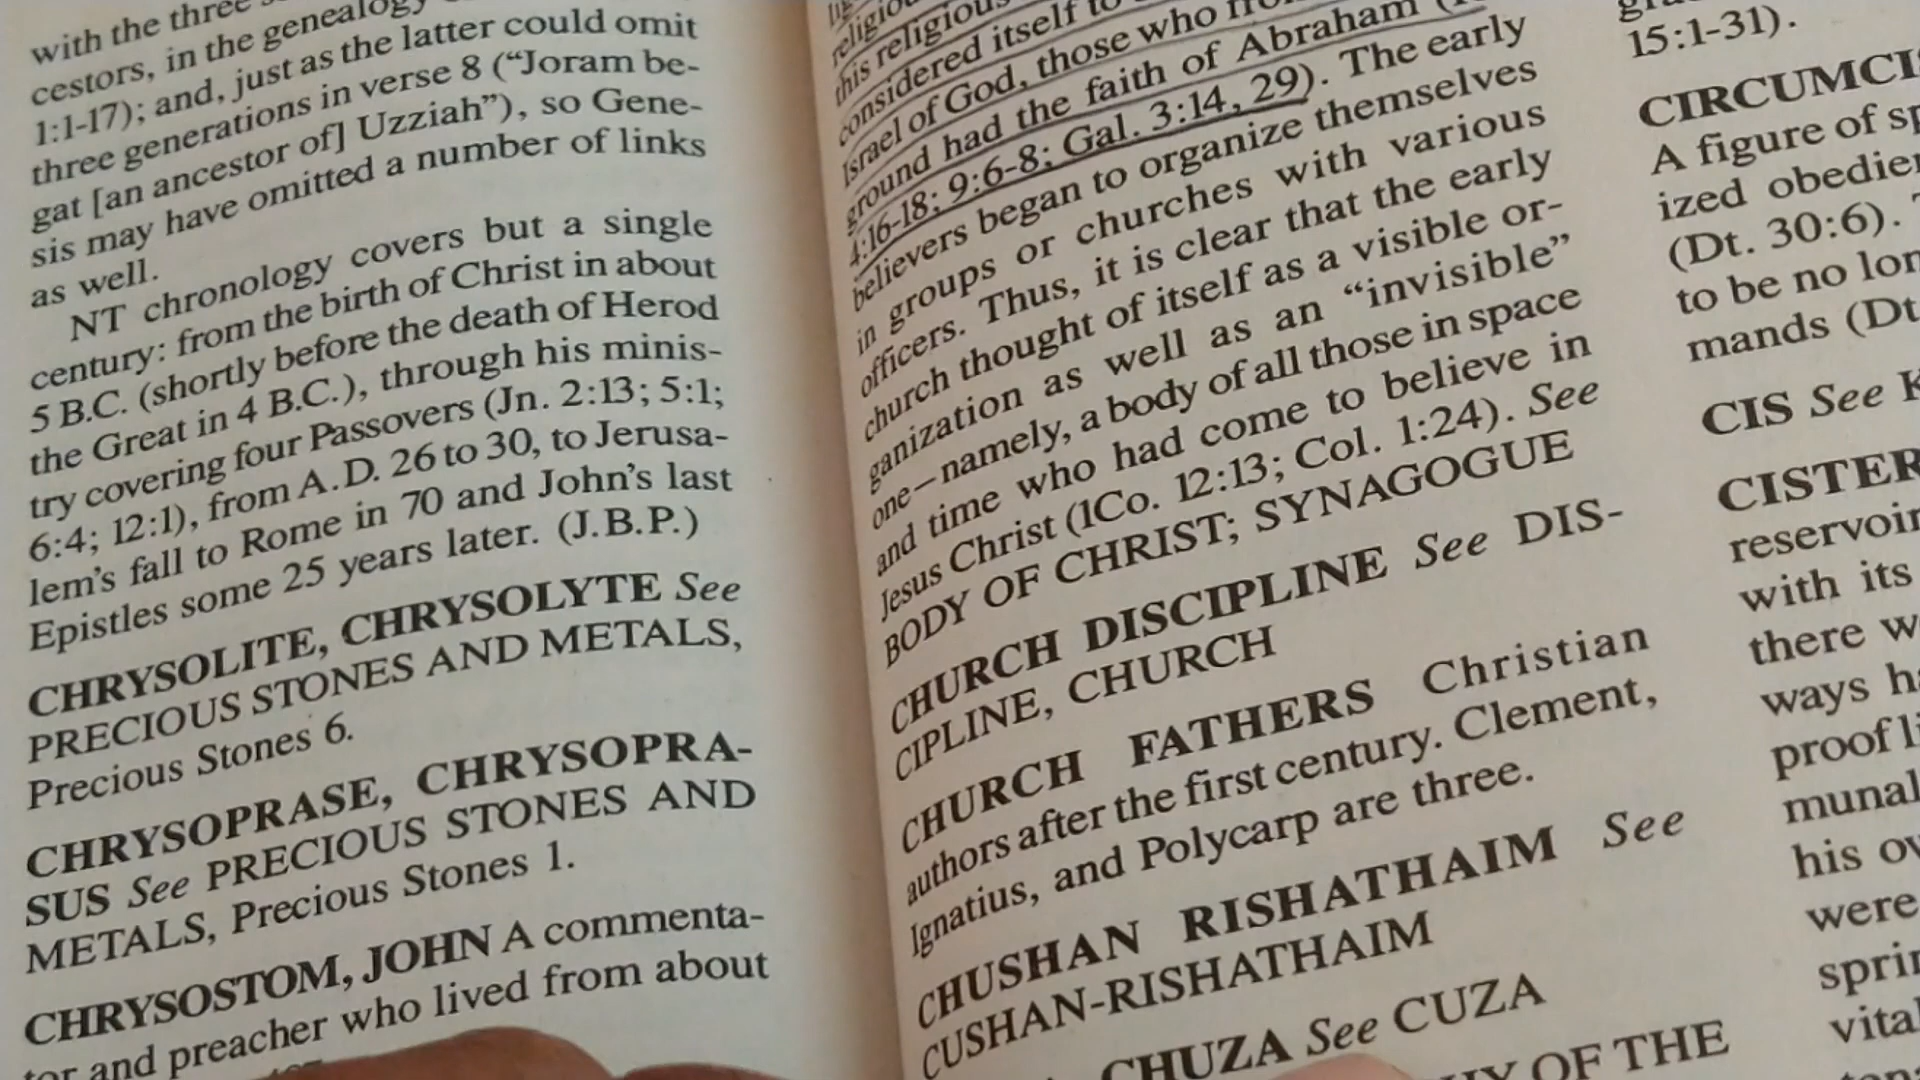 with the three
cestors, in the genealogy
1:1-17); and, just as the latter could omit
three generations in verse 8 (“Joram be-
gat [an ancestor of] Uzziah”), so Gene-
sis may have omitted a number of links
as well.
NT chronology covers but a single
century: from the birth of Christ in about
5 B.C. (shortly before the death of Herod
the Great in 4 B.C.), through his minis-
try covering four Passovers (Jn. 2:13; 5:1;
6:4; 12:1), from A.D. 26 to 30, to Jerusa-
lem’s fall to Rome in 70 and John’s last
Epistles some 25 years later. (J.B.P.)
CHRYSOLITE, CHRYSOLYTE See
PRECIOUS STONES AND METALS,
Precious Stones 6.
CHRYSOPRASE, CHRYSOPRA-
SUS See PRECIOUS STONES AND
METALS, Precious Stones 1.
CHRYSOSTOM, JOHN A commenta-
tor and preacher who lived from about
religious
this religious
considered itself to
Israel of God, those who
ground had the faith of Abraham
4:16-18; 9:6-8; Gal. 3:14, 29). The early
believers began to organize themselves
in groups or churches with various
officers. Thus, it is clear that the early
church thought of itself as a visible or-
ganization as well as an “invisible”
one—namely, a body of all those in space
and time who had come to believe in
Jesus Christ (1Co. 12:13; Col. 1:24). See
BODY OF CHRIST; SYNAGOGUE
CHURCH DISCIPLINE See DIS-
CIPLINE, CHURCH
CHURCH FATHERS Christian
authors after the first century. Clement,
Ignatius, and Polycarp are three.
CHUSHAN RISHATHAIM See
CUSHAN-RISHATHAIM
CHUZA See CUZA
OF THE
15:1-31).
CIRCUMCI
A figure of sp
ized obedie
(Dt. 30:6).
to be no lon
mands (Dt
CIS See K
CISTER
reservoir
with its
there w
ways ha
proof li
munal
his ov
were
sprin
vital